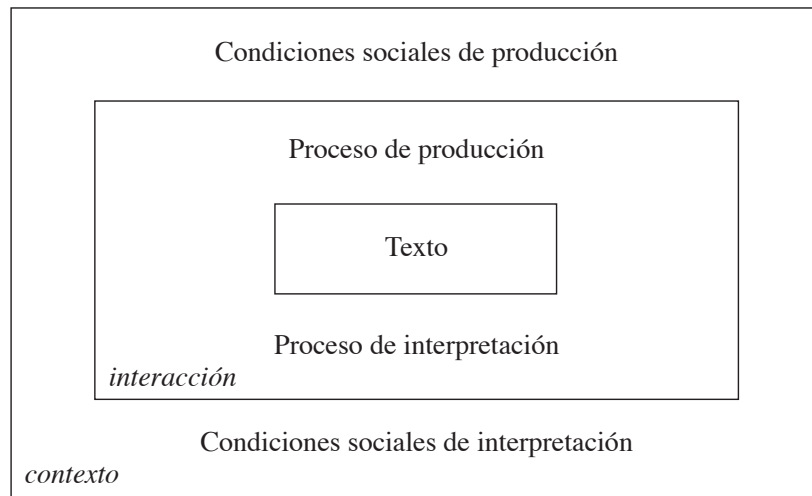 Condiciones sociales de producción
Proceso de producción
Texto
Proceso de interpretación
interacción
Condiciones sociales de interpretación
contexto